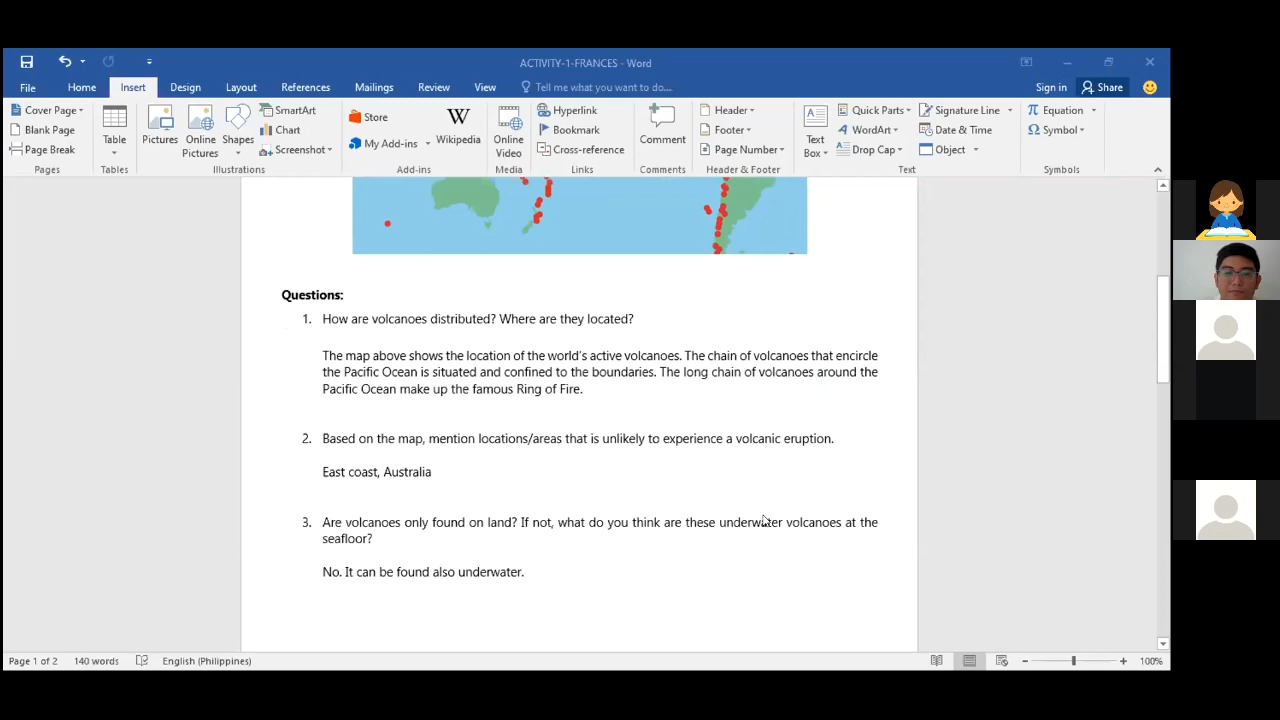 ACTIVITY-1-FRANCES - Word
File Home Insert Design Layout References Mailings Review View Tell me what you want to do... Sign in Share
Cover Page
Blank Page
Page Break
Pages
Table
Tables
Pictures
Online Pictures
Shapes
SmartArt
Chart
Screenshot
Illustrations
Store
My Add-ins
Wikipedia
Add-ins
Online Video
Media
Hyperlink
Bookmark
Cross-reference
Links
Comment
Comments
Header
Footer
Page Number
Header & Footer
Text Box
Quick Parts
WordArt
Drop Cap
Signature Line
Date & Time
Object
Text
Equation
Symbol
Symbols
Questions:
1. How are volcanoes distributed? Where are they located?
The map above shows the location of the world's active volcanoes. The chain of volcanoes that encircle
the Pacific Ocean is situated and confined to the boundaries. The long chain of volcanoes around the
Pacific Ocean make up the famous Ring of Fire.
2. Based on the map, mention locations/areas that is unlikely to experience a volcanic eruption.
East coast, Australia
3. Are volcanoes only found on land? If not, what do you think are these underwater volcanoes at the
seafloor?
No. It can be found also underwater.
Page 1 of 2 140 words English (Philippines) 100%